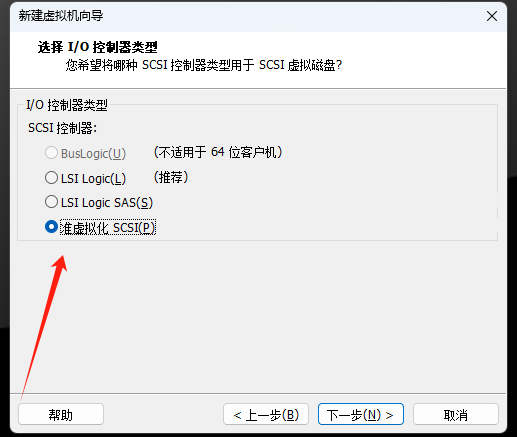 新建虚拟机向导
选择 I/O 控制器类型
您希望将哪种 SCSI 控制器类型用于 SCSI 虚拟磁盘?
I/O 控制器类型
SCSI 控制器:
BusLogic(U) (不适用于 64 位客户机)
LSI Logic(L) (推荐)
LSI Logic SAS(S)
准虚拟化 SCSI(P)
帮助 < 上一步(B) 下一步(N) > 取消